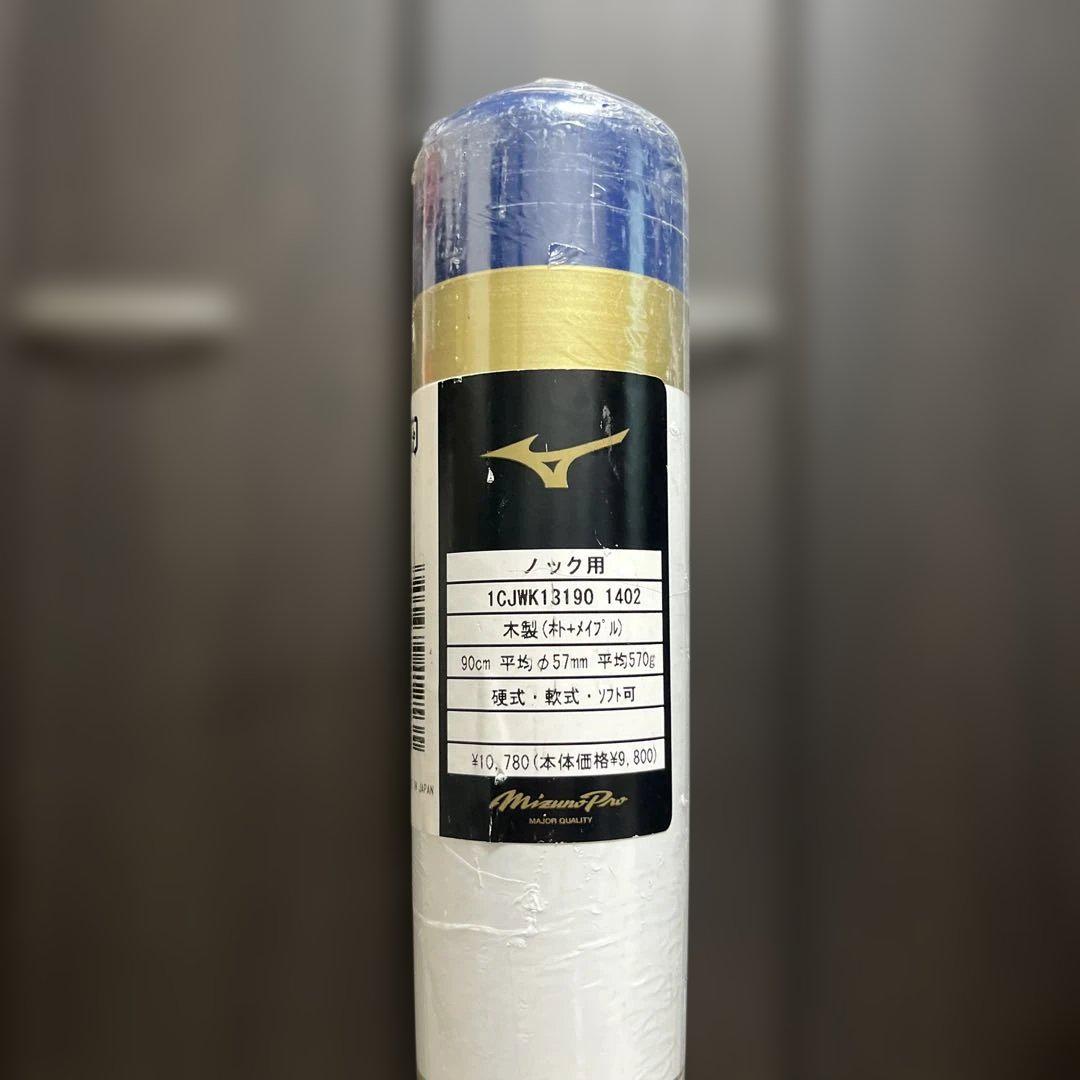 ノック用
1CJWK13190 1402
木製(ﾎｵ+ﾒｲﾌﾟﾙ)
90cm 平均φ57mm 平均570g
硬式・軟式・ｿﾌﾄ可
¥10,780(本体価格¥9,800)
MizunoPro
MAJOR QUALITY
JAPAN